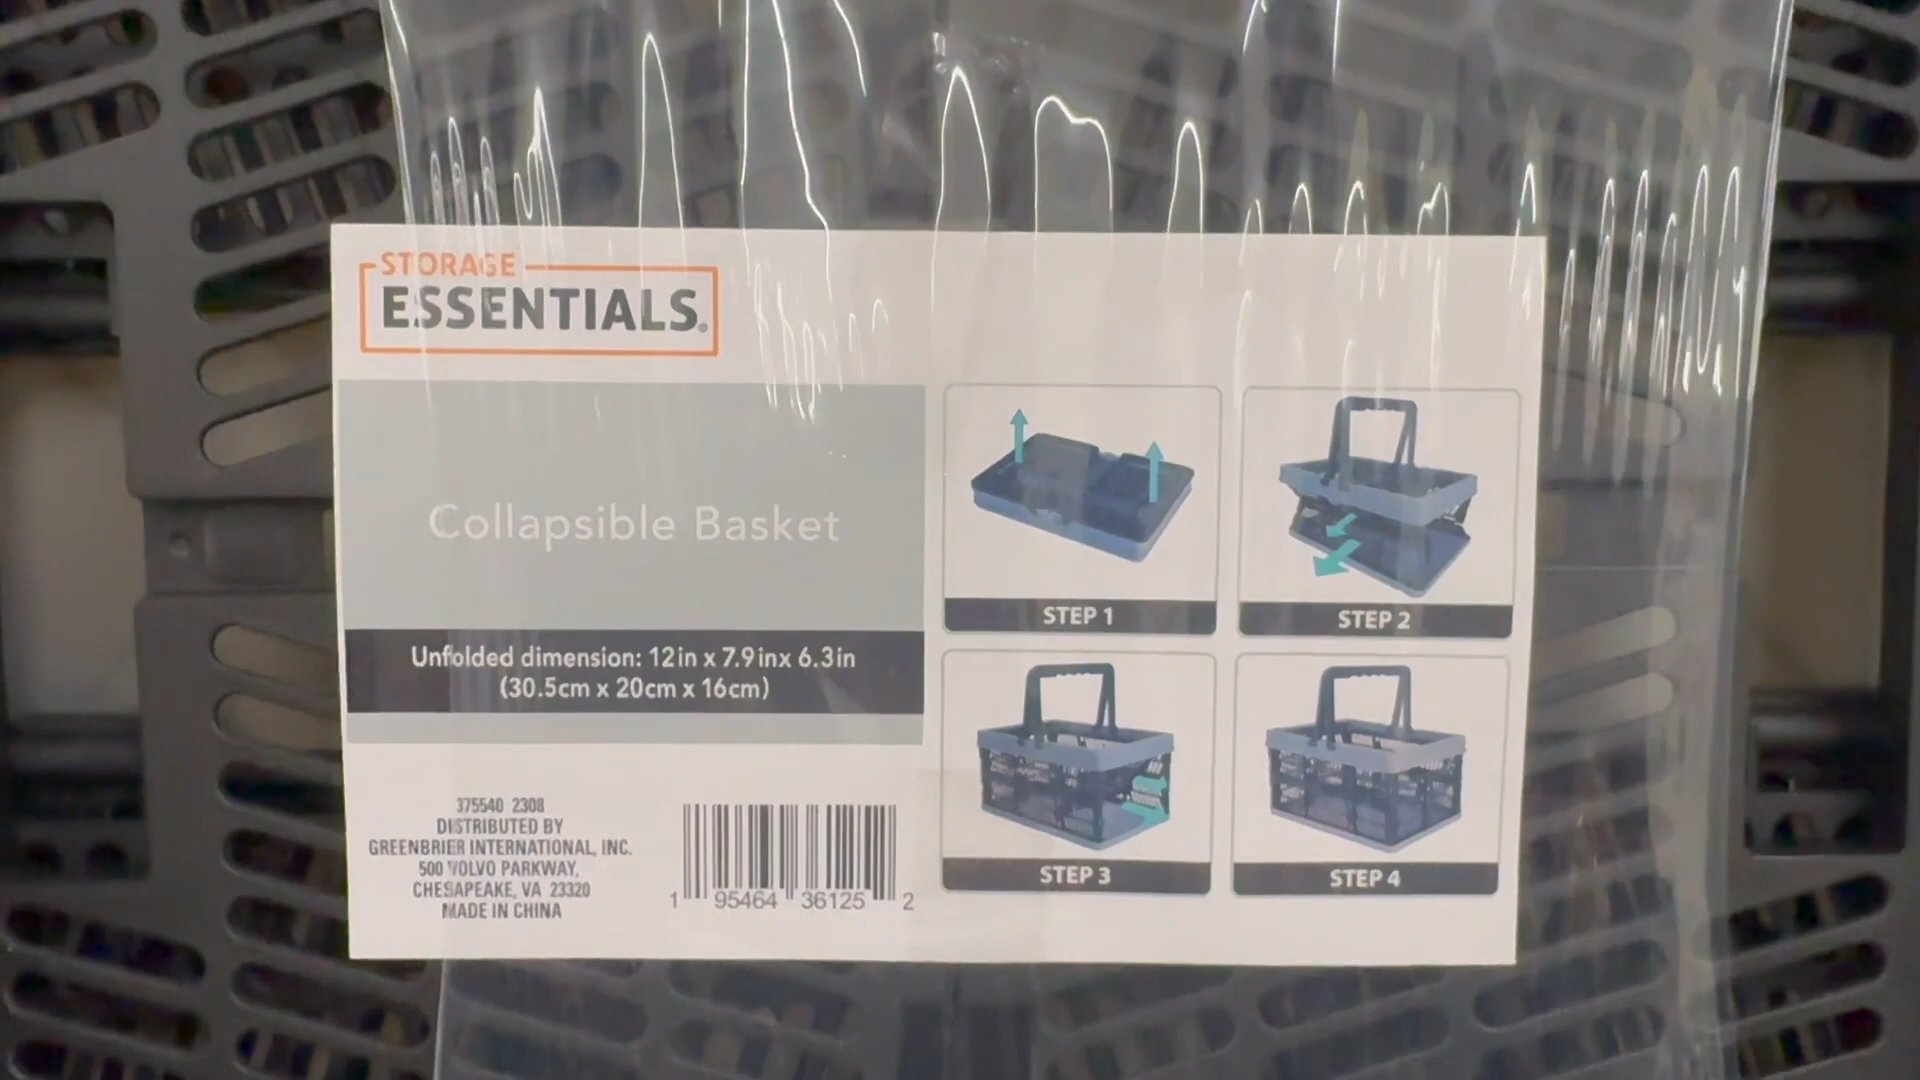 STORAGE
ESSENTIALS®
Collapsible Basket
Unfolded dimension: 12in x 7.9inx 6.3in
(30.5cm x 20cm x 16cm)
375540 2308
DISTRIBUTED BY
GREENBRIER INTERNATIONAL, INC.
500 VOLVO PARKWAY,
CHESAPEAKE, VA 23320
MADE IN CHINA
1 95464 36125 2
STEP 1
STEP 2
STEP 3
STEP 4